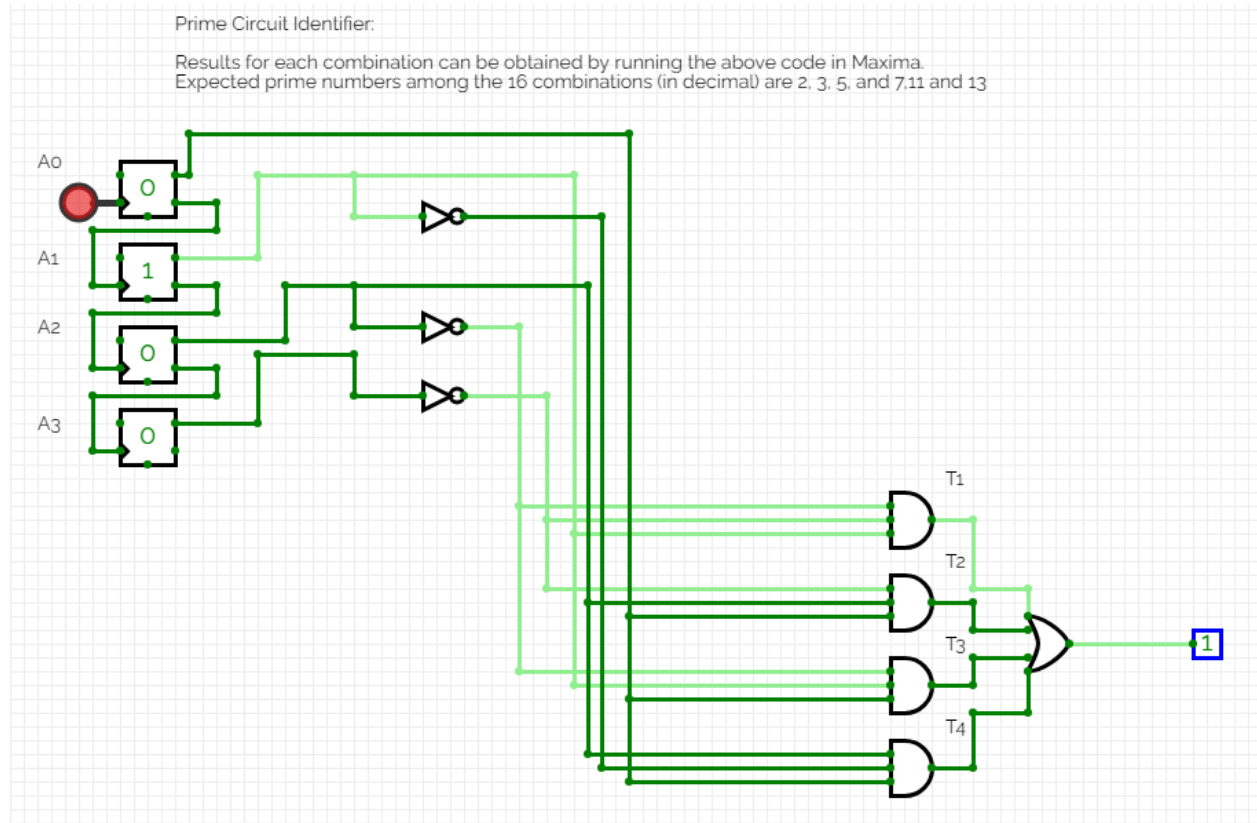 Prime Circuit Identifier:
Results for each combination can be obtained by running the above code in Maxima.
Expected prime numbers among the 16 combinations (in decimal) are 2, 3, 5, and 7,11 and 13
A0
0
A1
1
A2
0
A3
0
T1
T2
T3
1
T4